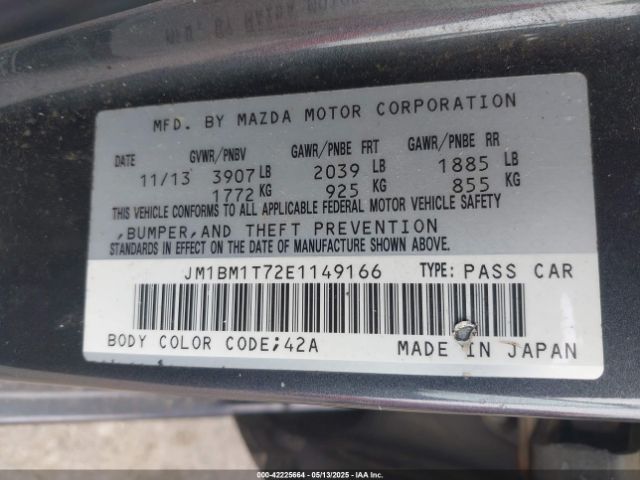 MFD. BY MAZDA MOTOR CORPORATION
DATE GVWR/PNBV GAWR/PNBE FRT GAWR/PNBE RR
11/13 3907 LB 2039 LB 1885 LB
1772 KG 925 KG 855 KG
THIS VEHICLE CONFORMS TO ALL APPLICABLE FEDERAL MOTOR VEHICLE SAFETY
,BUMPER,AND THEFT PREVENTION
STANDARDS IN EFFECT ON THE DATE OF MANUFACTURE SHOWN ABOVE.
JM1BM1T72E1149166 TYPE: PASS CAR
BODY COLOR CODE;42A MADE IN JAPAN
000-42225664 - 05/13/2025 - IAA Inc.